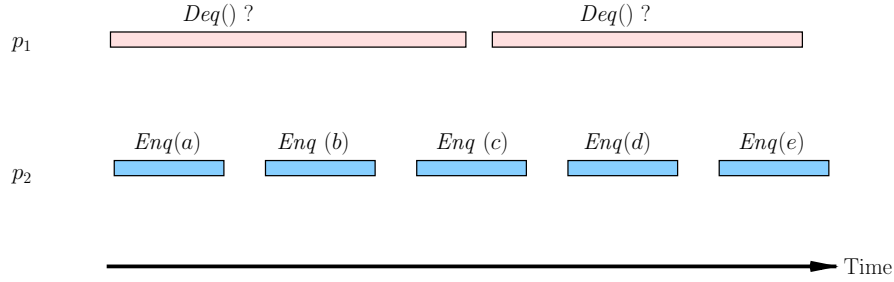 Deq() ? Deq() ?
p1
Enq(a) Enq (b) Enq (c) Enq(d) Enq(e)
p2
Time